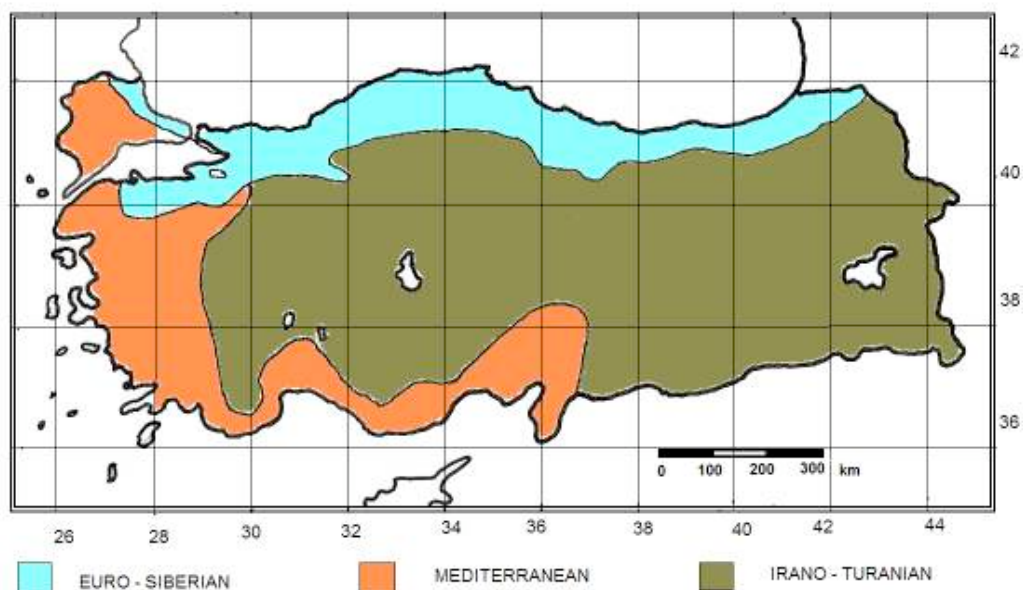 42
40
38
36
0 100 200 300 km
26 28 30 32 34 36 38 40 42 44
EURO - SIBERIAN MEDITERRANEAN IRANO - TURANIAN